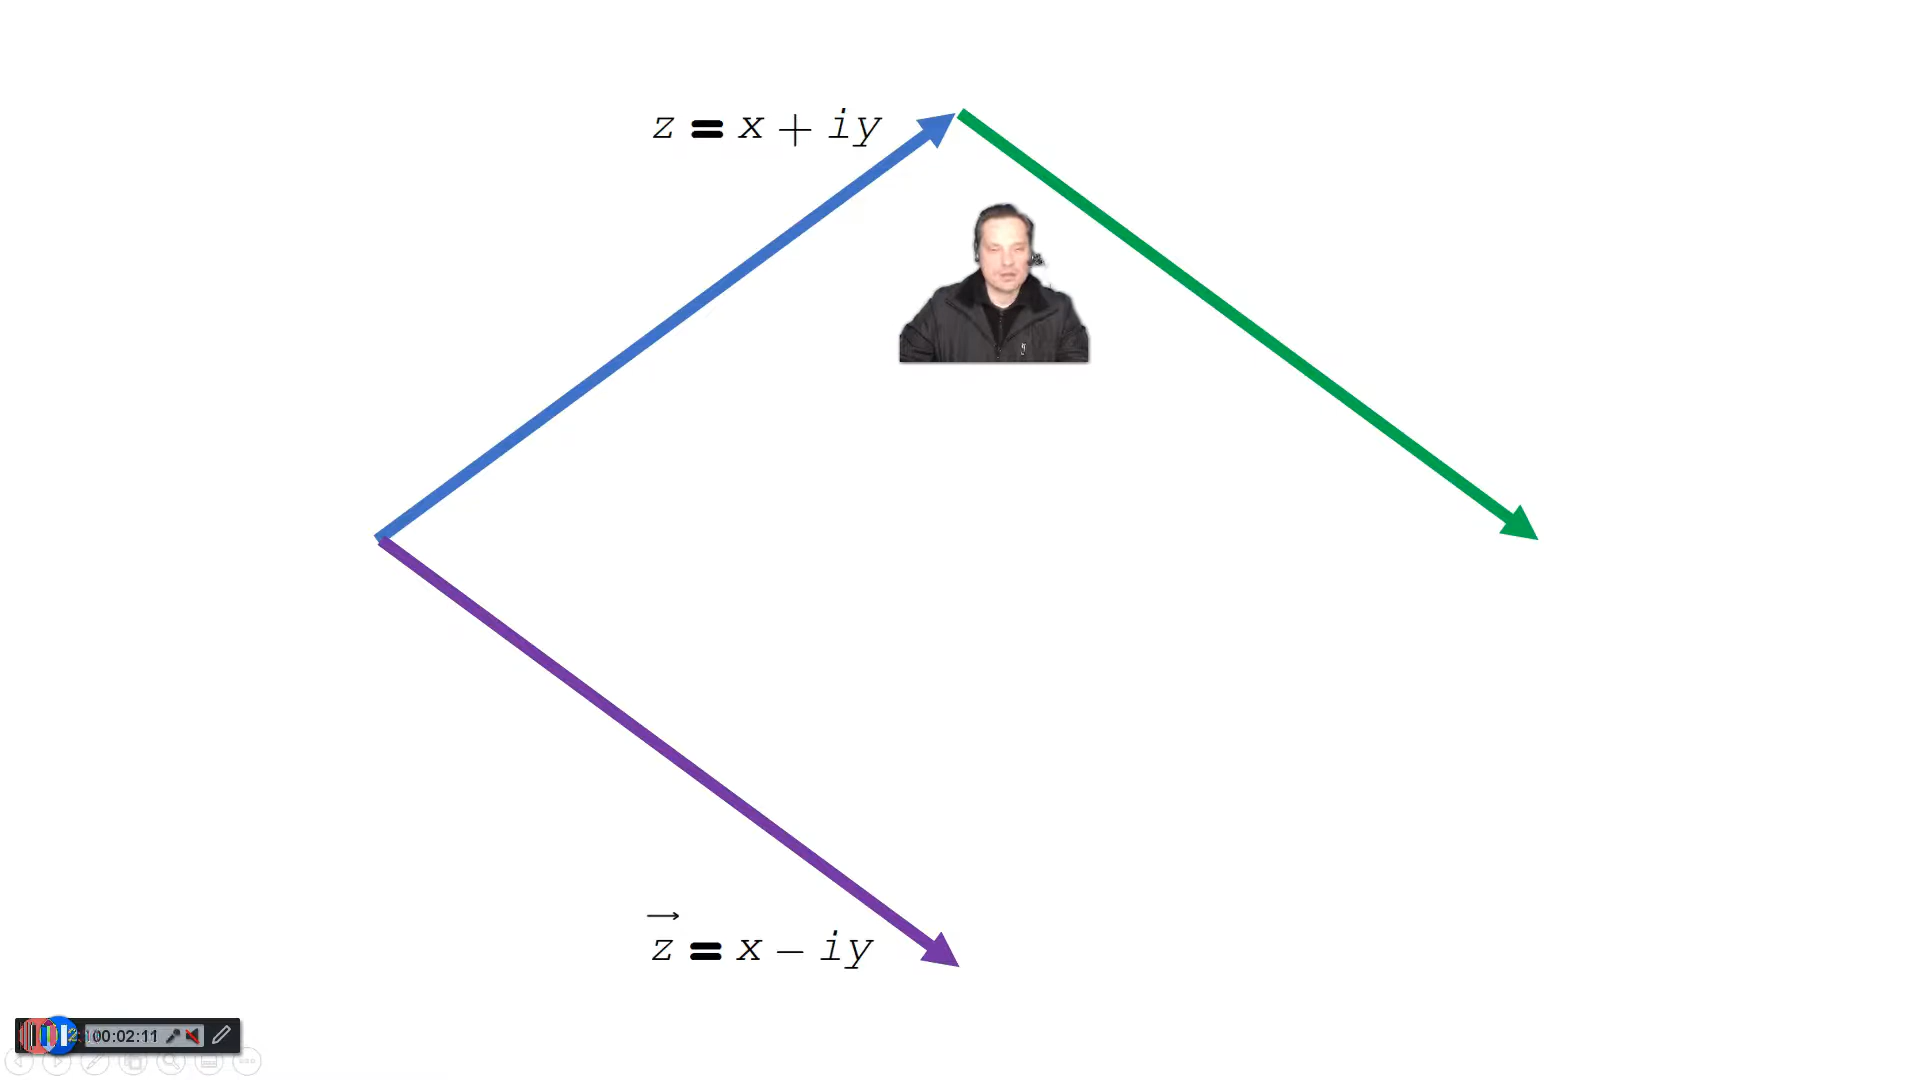 z = x + iy
z⃗ = x − iy
00:02:11